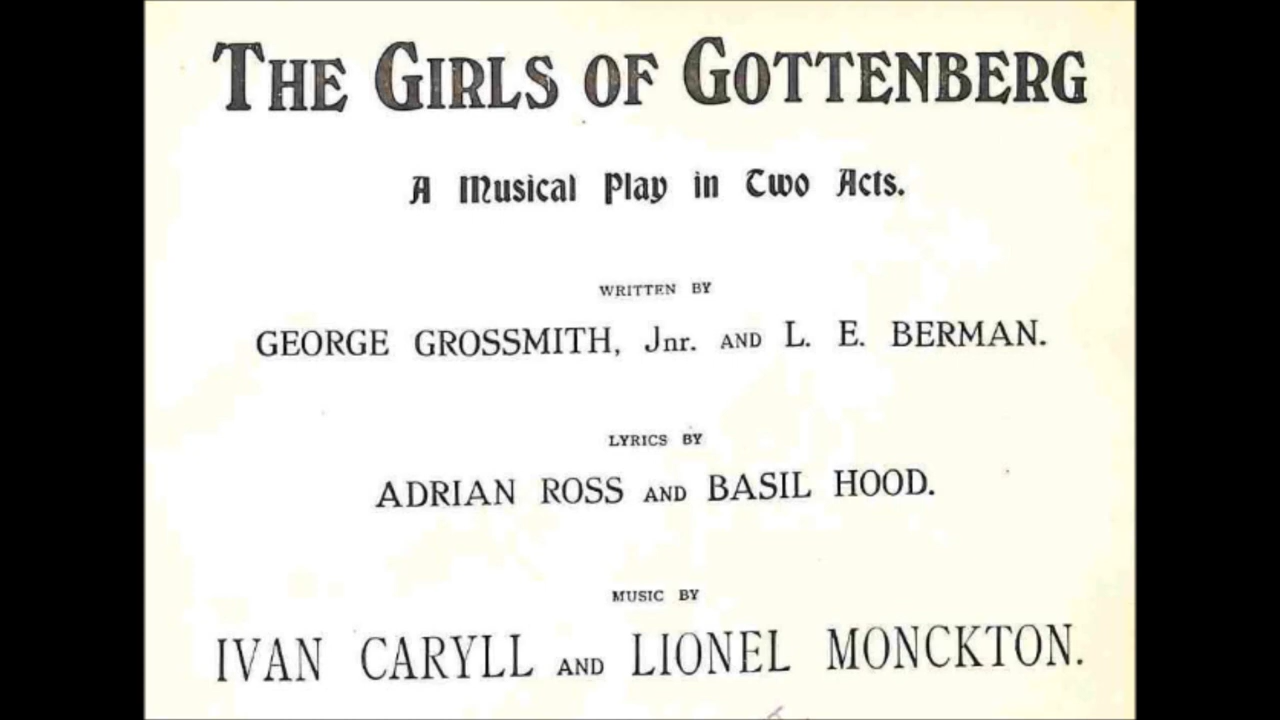 THE GIRLS OF GOTTENBERG
A Musical Play in Two Acts.
WRITTEN BY
GEORGE GROSSMITH, Jnr. AND L. E. BERMAN.
LYRICS BY
ADRIAN ROSS AND BASIL HOOD.
MUSIC BY
IVAN CARYLL AND LIONEL MONCKTON.